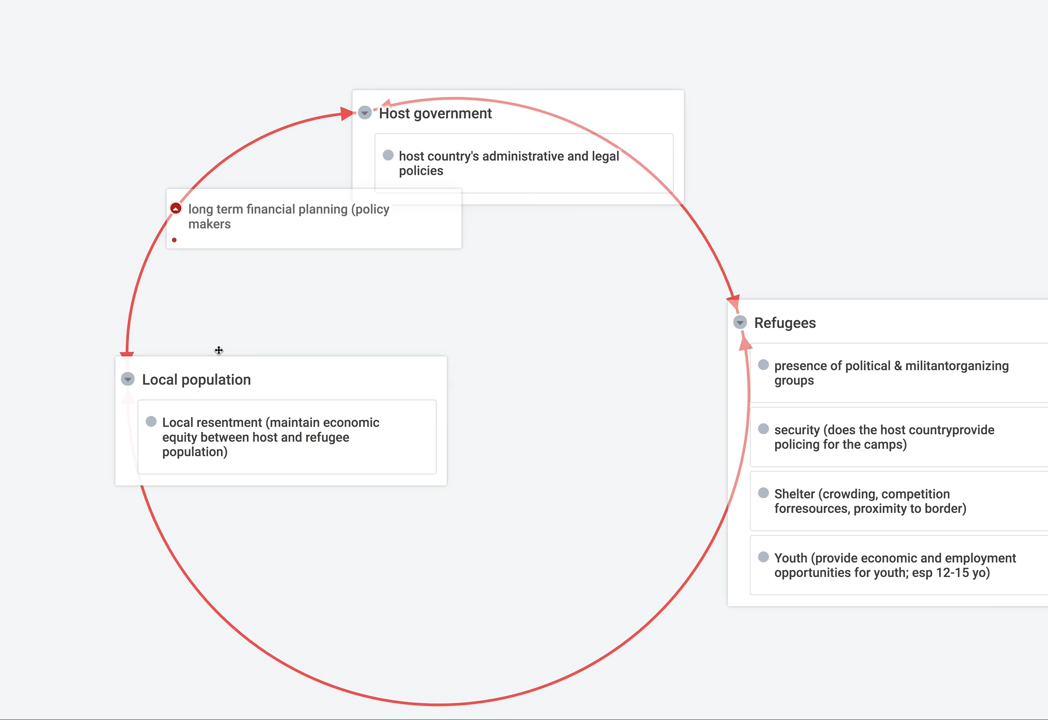 Host government
host country's administrative and legal
policies
long term financial planning (policy
makers
Refugees
presence of political & militantorganizing
groups
security (does the host countryprovide
policing for the camps)
Shelter (crowding, competition
forresources, proximity to border)
Youth (provide economic and employment
opportunities for youth; esp 12-15 yo)
Local population
Local resentment (maintain economic
equity between host and refugee
population)